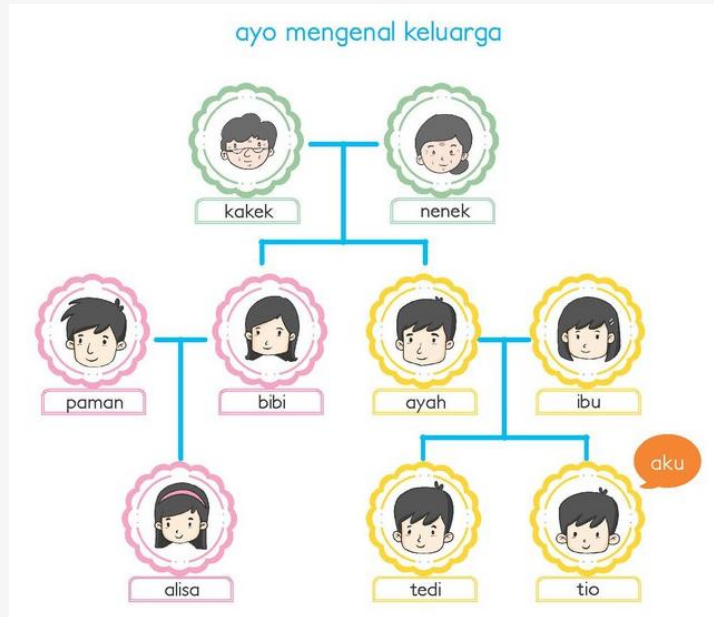 ayo mengenal keluarga
kakek
nenek
paman
bibi
ayah
ibu
aku
alisa
tedi
tio